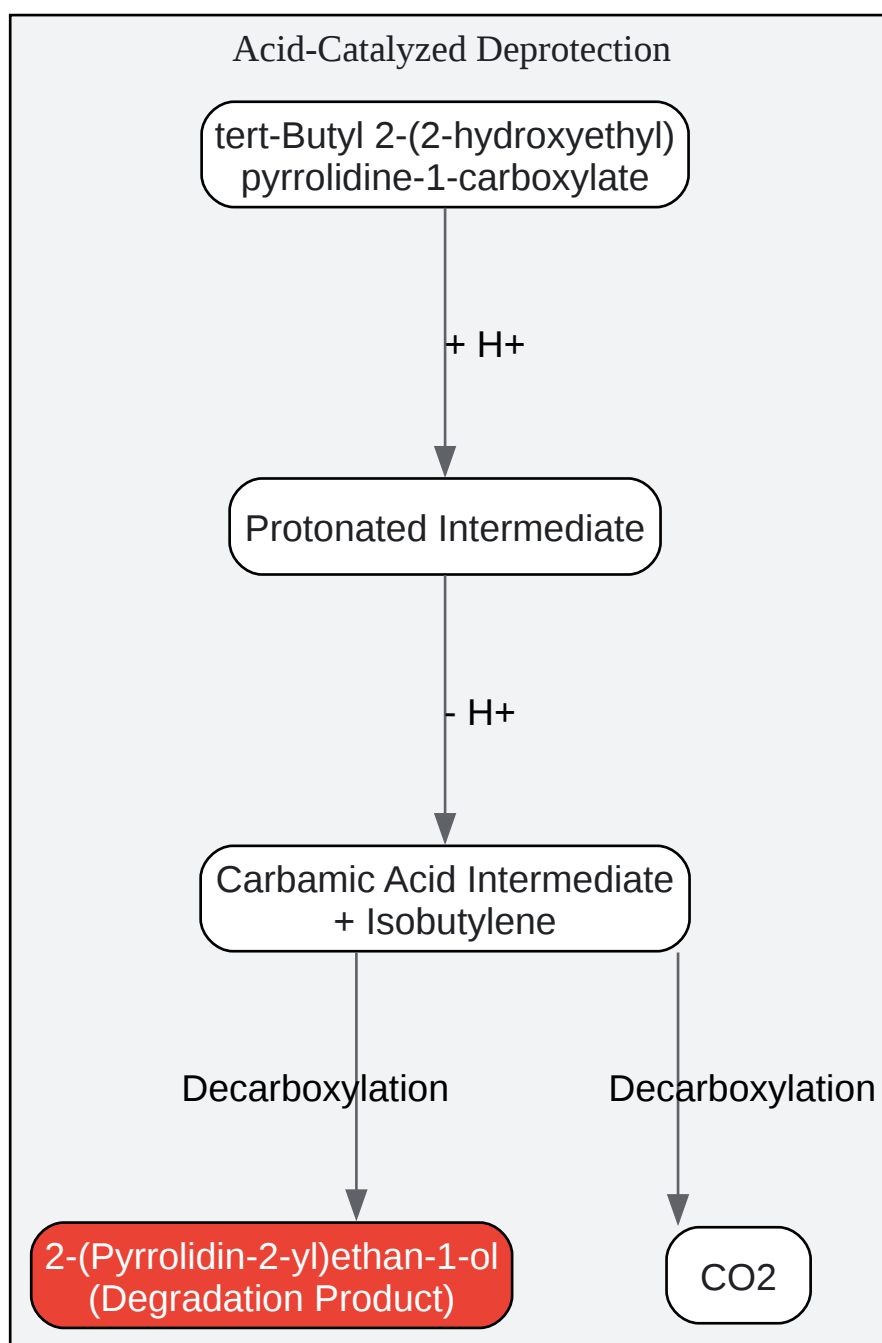 Acid-Catalyzed Deprotection
tert-Butyl 2-(2-hydroxyethyl)
pyrrolidine-1-carboxylate
+ H+
Protonated Intermediate
- H+
Carbamic Acid Intermediate
+ Isobutylene
Decarboxylation
Decarboxylation
2-(Pyrrolidin-2-yl)ethan-1-ol
(Degradation Product)
CO2